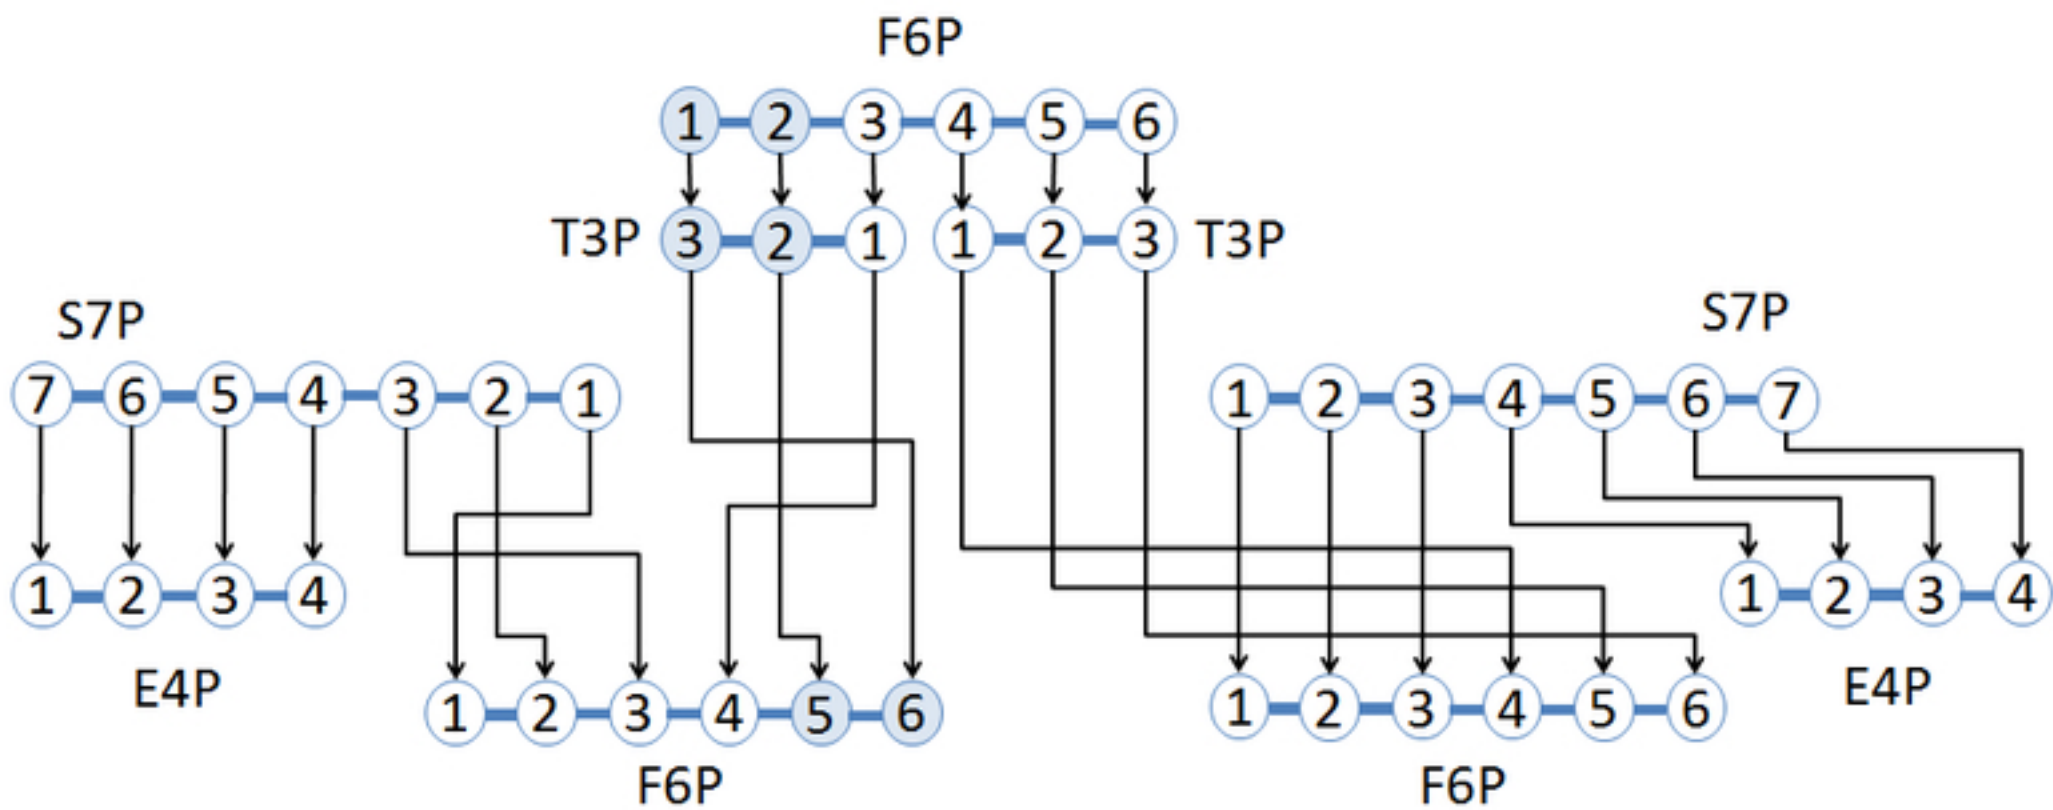 F6P
1 2 3 4 5 6
T3P 3 2 1 1 2 3 T3P
S7P S7P
7 6 5 4 3 2 1 1 2 3 4 5 6 7
1 2 3 4 1 2 3 4
E4P E4P
1 2 3 4 5 6 1 2 3 4 5 6
F6P F6P